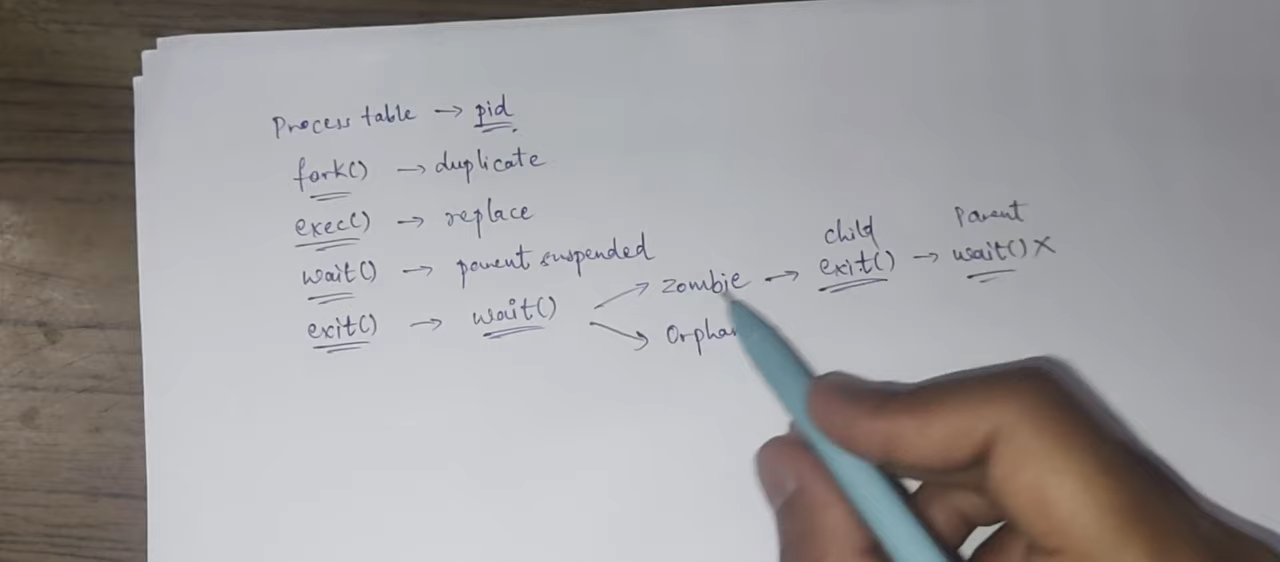 Process table → pid
fork() → duplicate
exec() → replace
wait() → parent suspended
exit() → wait()
zombie → child exit() → Parent wait() X